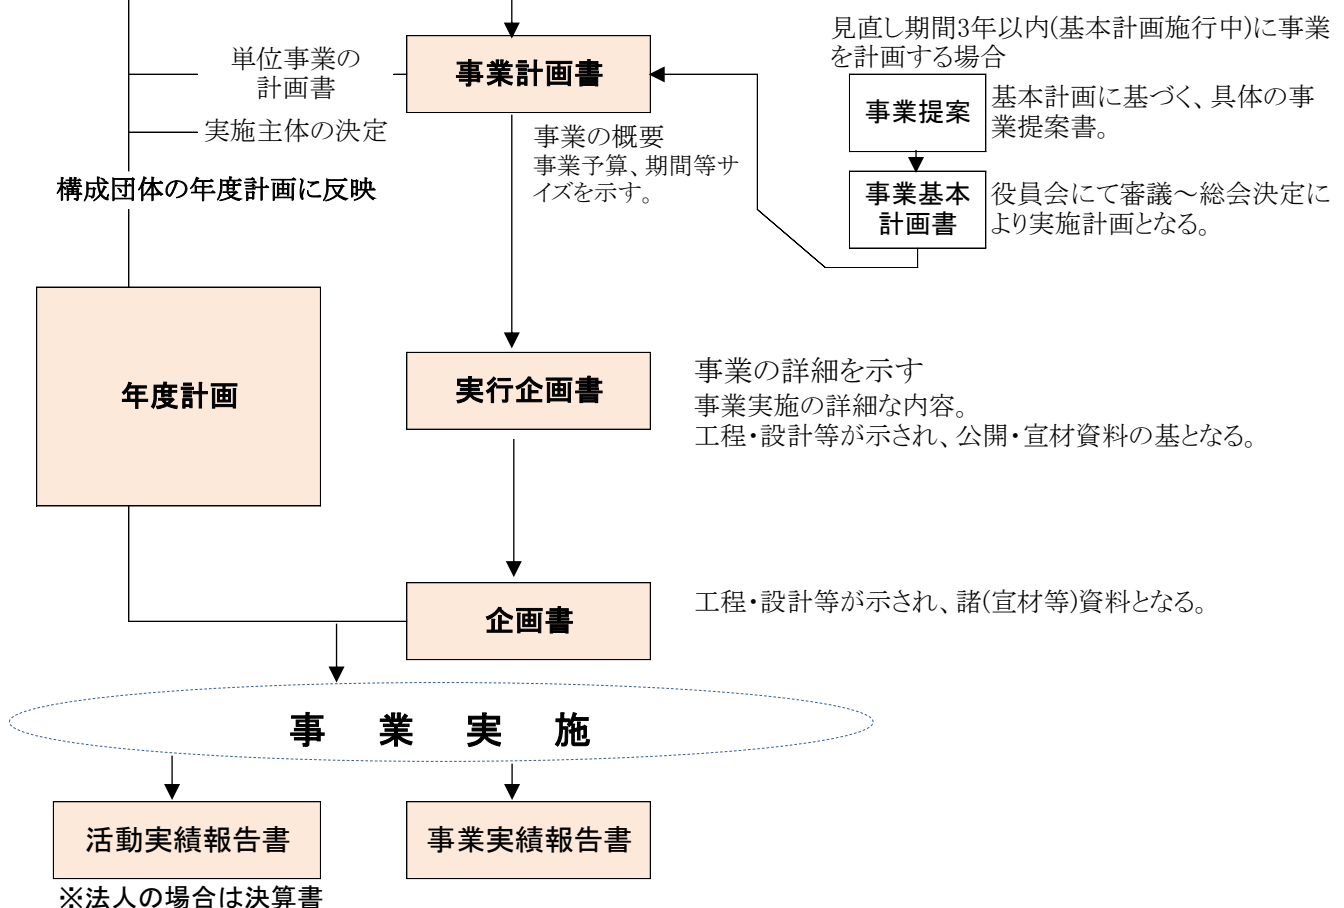 見直し期間3年以内(基本計画施行中)に事業
を計画する場合
単位事業の
計画書
事業計画書
事業提案
基本計画に基づく、具体の事
業提案書。
実施主体の決定
事業の概要
事業予算、期間等サ
イズを示す。
構成団体の年度計画に反映
事業基本
計画書
役員会にて審議～総会決定に
より実施計画となる。
年度計画
実行企画書
事業の詳細を示す
事業実施の詳細な内容。
工程・設計等が示され、公開・宣材資料の基となる。
企画書
工程・設計等が示され、諸(宣材等)資料となる。
事　業　実　施
活動実績報告書
事業実績報告書
※法人の場合は決算書